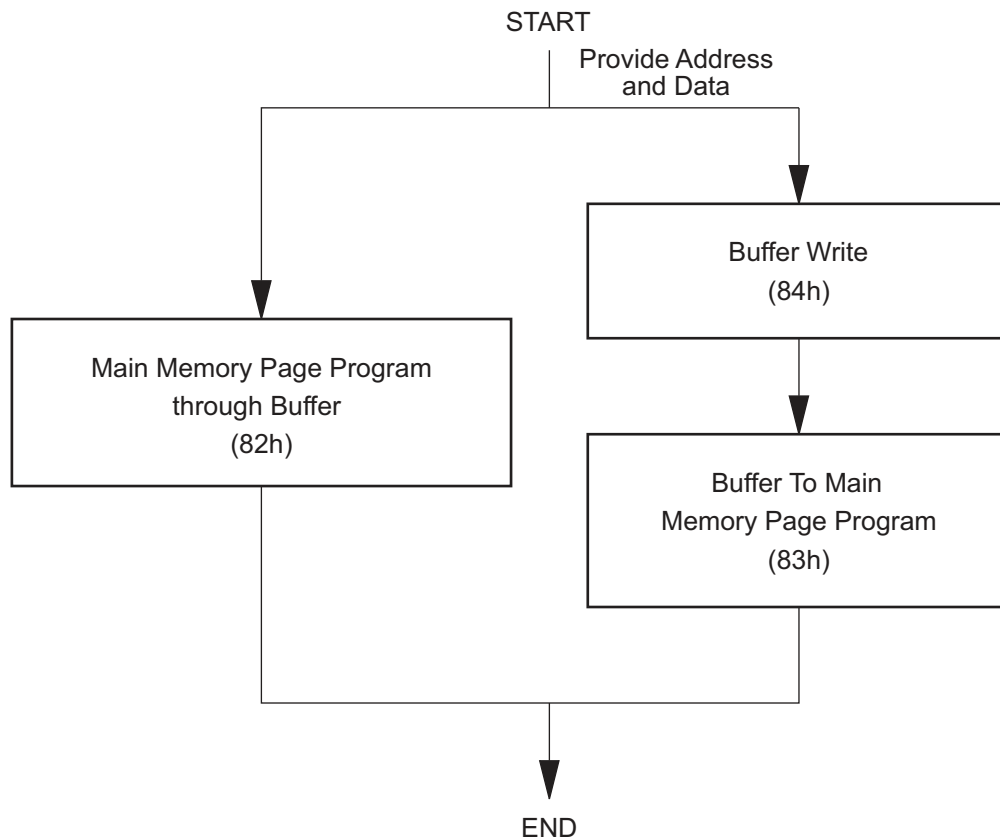 START
Provide Address
and Data
Buffer Write
(84h)
Main Memory Page Program
through Buffer
(82h)
Buffer To Main
Memory Page Program
(83h)
END